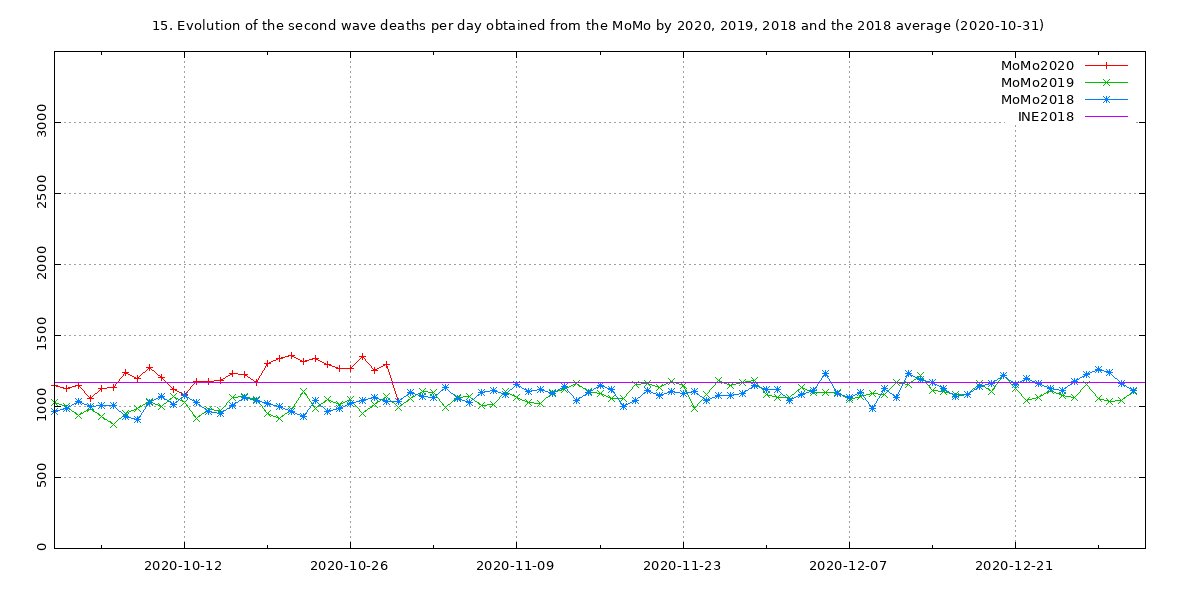 15. Evolution of the second wave deaths per day obtained from the MoMo by 2020, 2019, 2018 and the 2018 average (2020-10-31)
MoMo2020
MoMo2019
MoMo2018
INE2018
3000
2500
2000
1500
1000
500
0
2020-10-12 2020-10-26 2020-11-09 2020-11-23 2020-12-07 2020-12-21